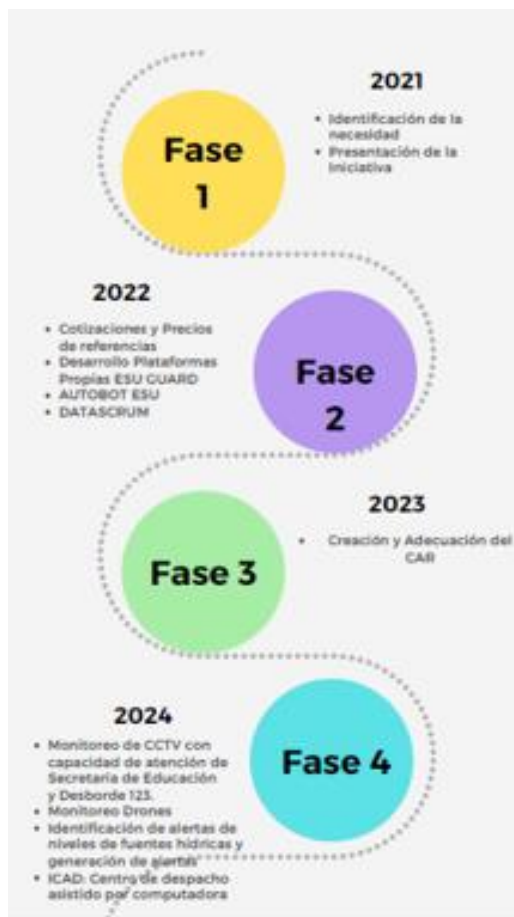 2021
Fase
1
• Identificación de la
necesidad
• Presentación de la
Iniciativa
2022
• Cotizaciones y Precios
de referencias
• Desarrollo Plataformas
Propias ESU GUARD
• AUTOBOT ESU
• DATASCRUM
Fase
2
2023
• Creación y Adecuación del
CAR
Fase 3
2024
• Monitoreo de CCTV con
capacidad de atención de
Secretaria de Educación
y Desborde 123.
• Monitoreo Drones
• Identificación de alertas de
niveles de fuentes hídricas y
generación de alertas
• ICAD: Centro de despacho
asistido por computadora
Fase 4